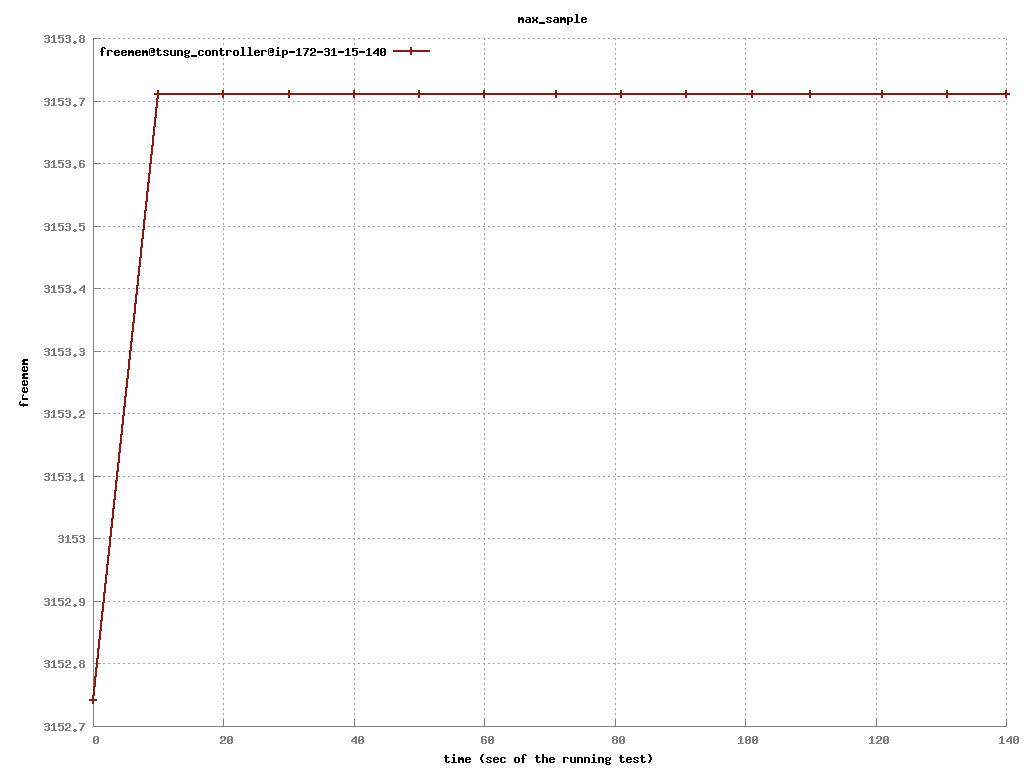 max_sample
freemem@tsung_controller@ip-172-31-15-140
3153.8
3153.7
3153.6
3153.5
3153.4
3153.3
3153.2
3153.1
3153
3152.9
3152.8
3152.7
freemem
0 20 40 60 80 100 120 140
time (sec of the running test)